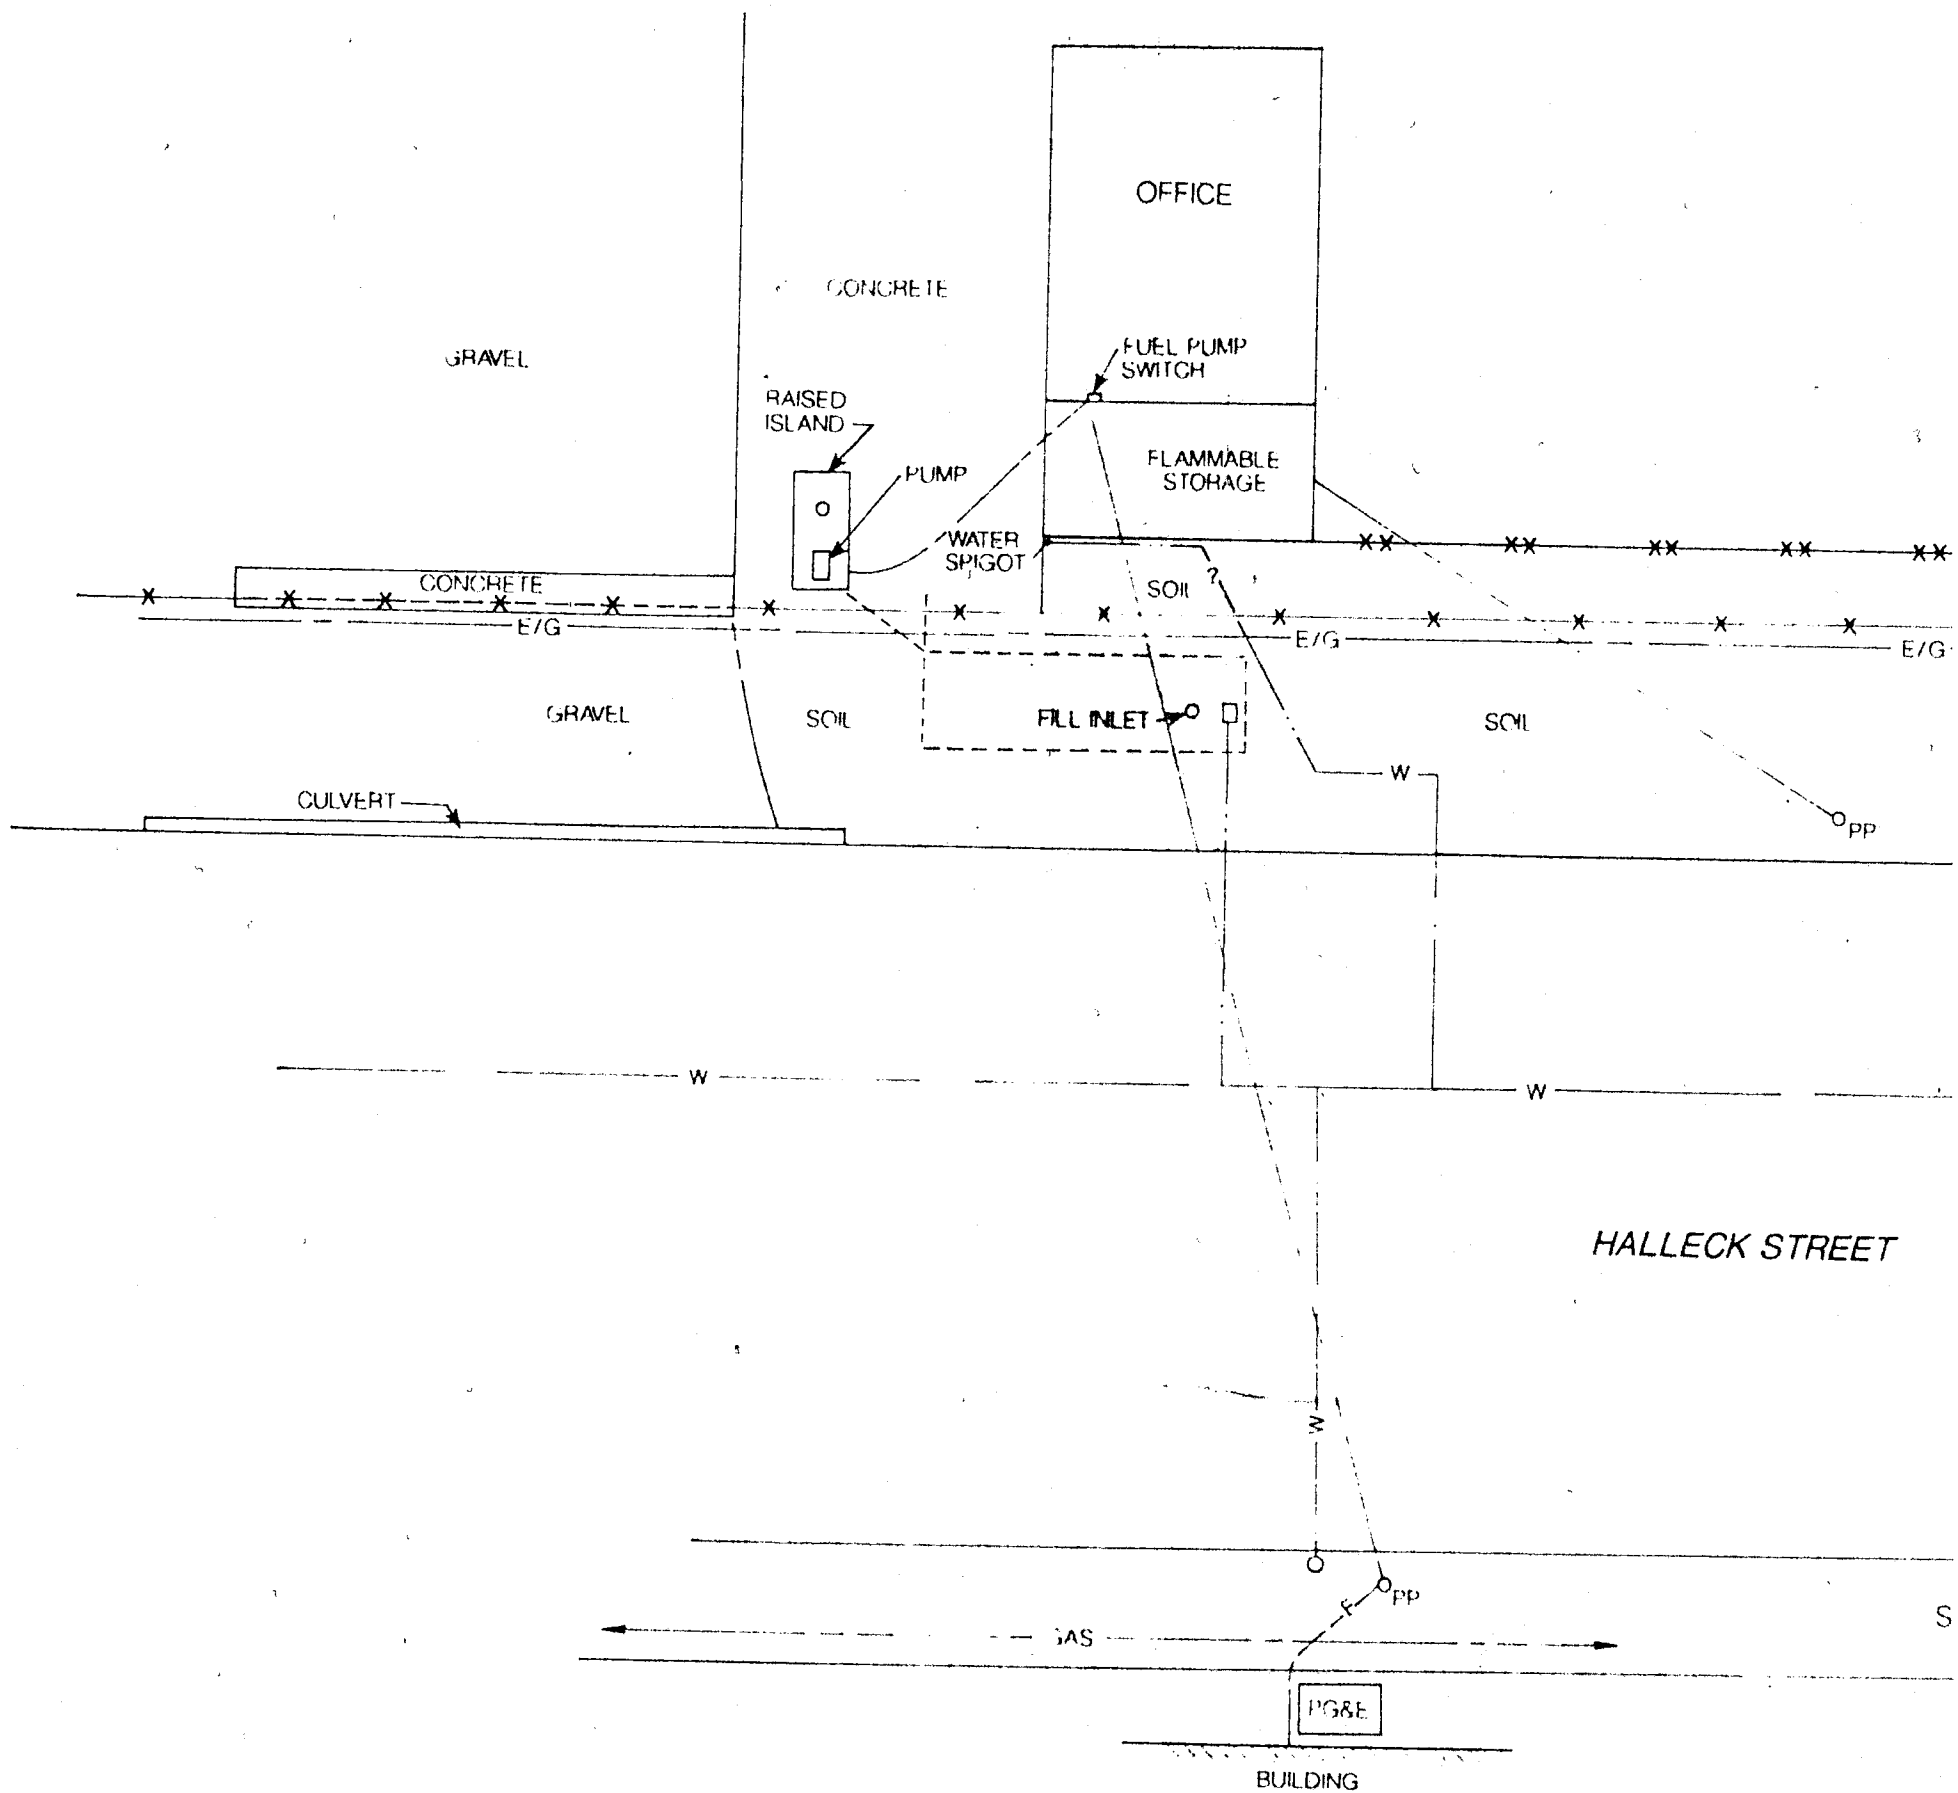 OFFICE
CONCRETE
GRAVEL
FUEL PUMP
SWITCH
RAISED
ISLAND
PUMP
FLAMMABLE
STORAGE
WATER
SPIGOT
CONCRETE
?
SOIL
E/G
E/G
E/G
GRAVEL
SOIL
FILL INLET
SOIL
W
CULVERT
PP
W
W
HALLECK STREET
W
PP
F
S
GAS
PG&E
BUILDING